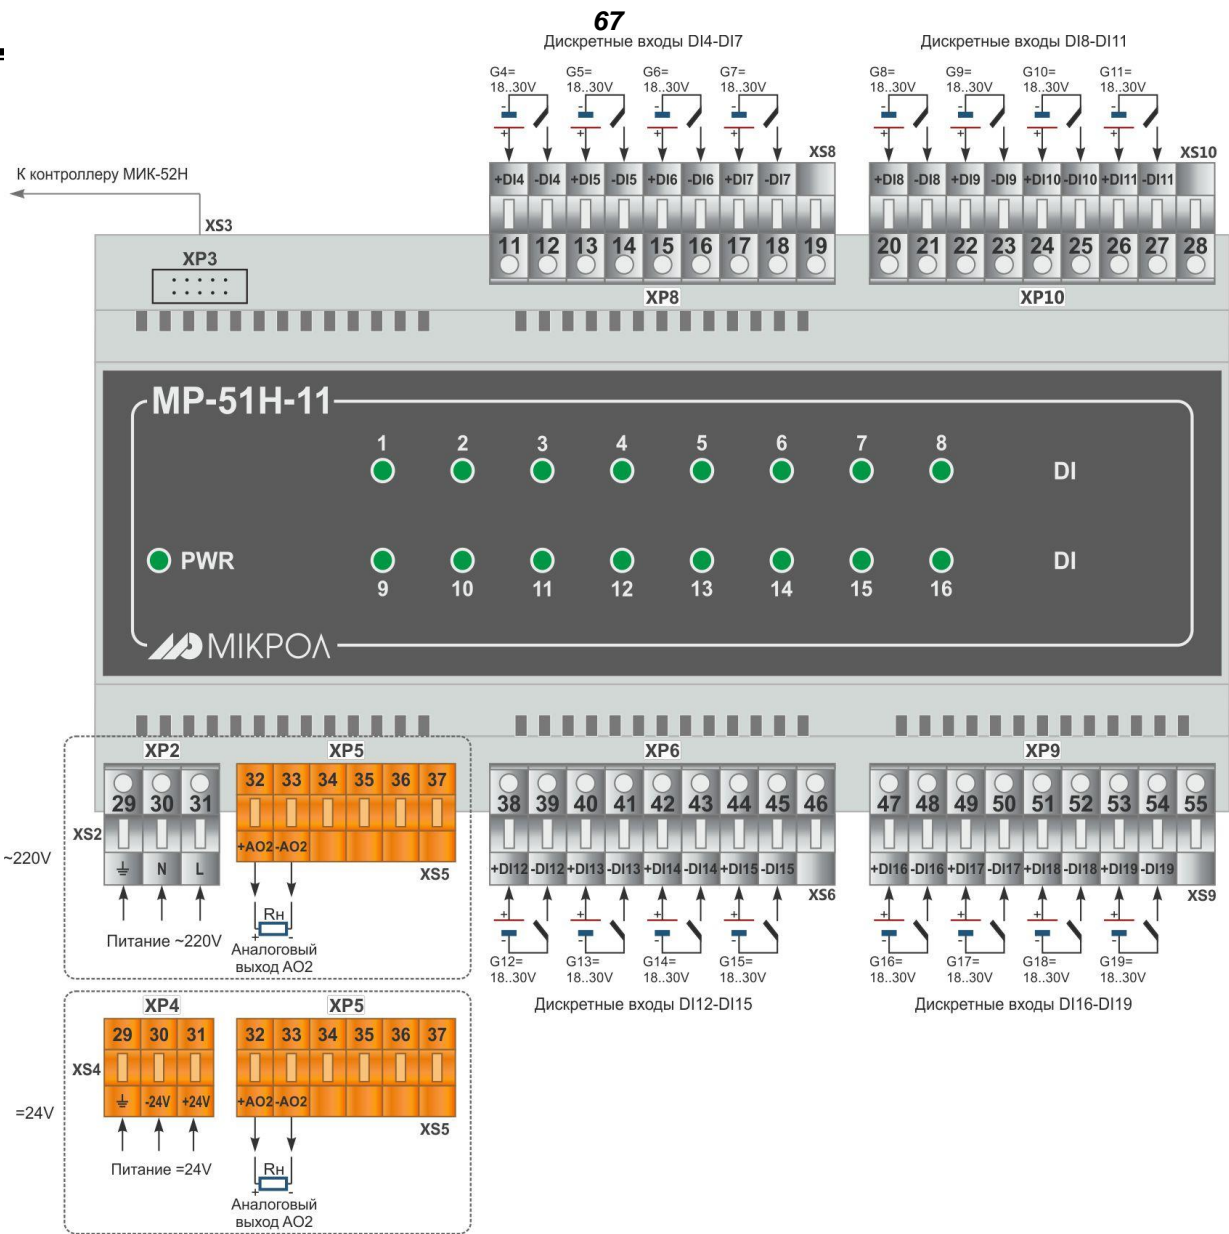 67
Дискретные входы DI4-DI7
Дискретные входы DI8-DI11
G4= 18..30V
G5= 18..30V
G6= 18..30V
G7= 18..30V
G8= 18..30V
G9= 18..30V
G10= 18..30V
G11= 18..30V
- + - + - + - +
- + - + - + - +
XS8
XS10
К контроллеру МИК-52Н
+DI4 -DI4 +DI5 -DI5 +DI6 -DI6 +DI7 -DI7
+DI8 -DI8 +DI9 -DI9 +DI10 -DI10 +DI11 -DI11
XS3
11 12 13 14 15 16 17 18 19
20 21 22 23 24 25 26 27 28
XP3
XP8
XP10
МР-51Н-11
1 2 3 4 5 6 7 8
DI
PWR
DI
9 10 11 12 13 14 15 16
МІКРОΛ
XP2
XP5
XP6
XP9
29 30 31
32 33 34 35 36 37
38 39 40 41 42 43 44 45 46
47 48 49 50 51 52 53 54 55
XS2
~220V
N L
+AO2 -AO2
XS5
+DI12 -DI12 +DI13 -DI13 +DI14 -DI14 +DI15 -DI15
XS6
+DI16 -DI16 +DI17 -DI17 +DI18 -DI18 +DI19 -DI19
XS9
Питание ~220V
Rн
+ -
Аналоговый
выход АО2
+ - + - + - + -
+ - + - + - + -
G12= 18..30V
G13= 18..30V
G14= 18..30V
G15= 18..30V
G16= 18..30V
G17= 18..30V
G18= 18..30V
G19= 18..30V
Дискретные входы DI12-DI15
Дискретные входы DI16-DI19
XP4
XP5
29 30 31
32 33 34 35 36 37
XS4
=24V
-24V +24V
+AO2 -AO2
XS5
Питание =24V
Rн
+ -
Аналоговый
выход АО2